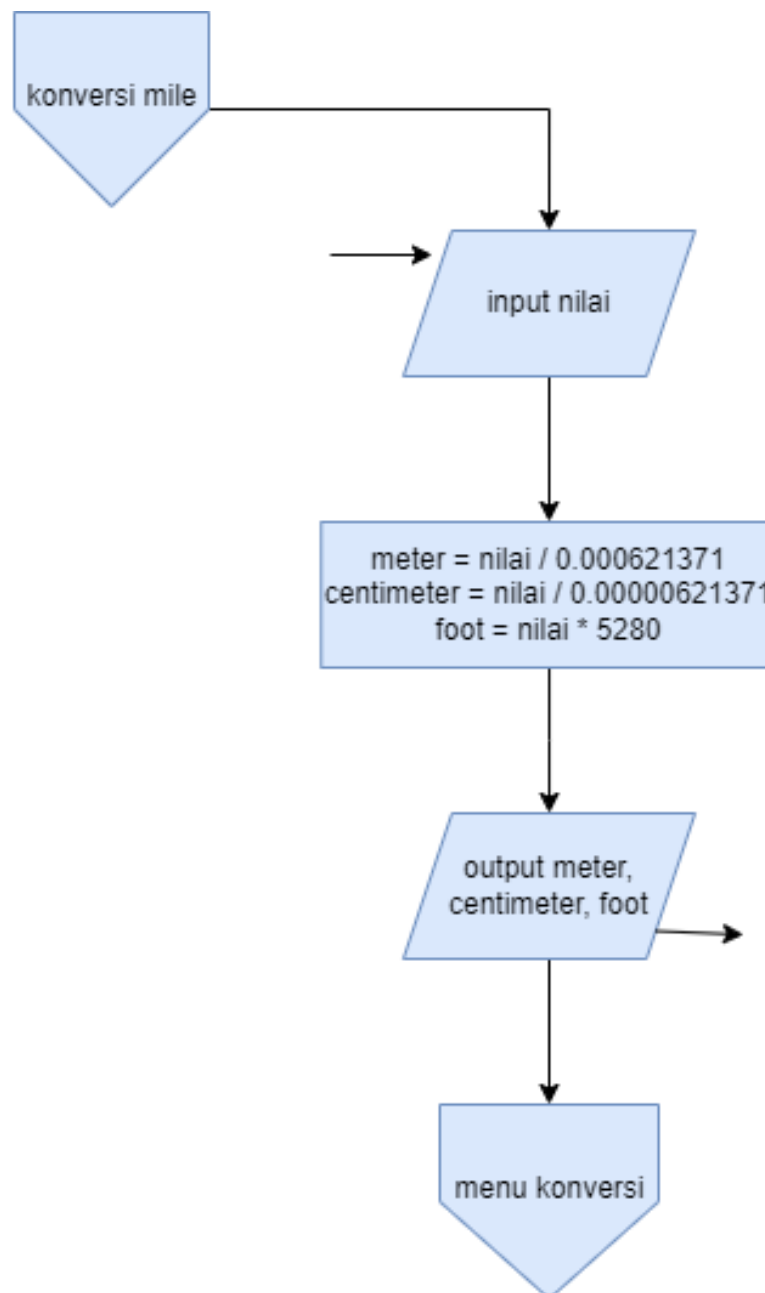 konversi mile
input nilai
meter = nilai / 0.000621371
centimeter = nilai / 0.00000621371
foot = nilai * 5280
output meter,
centimeter, foot
menu konversi